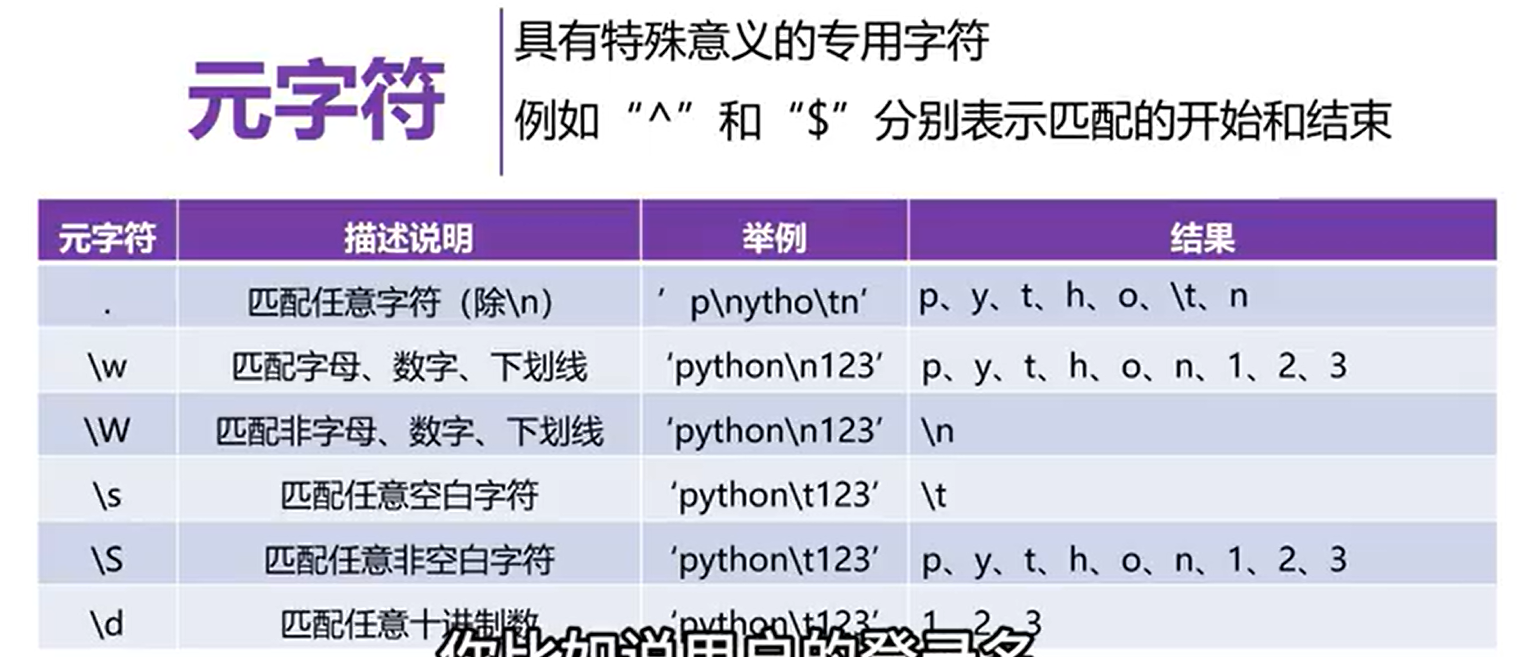 元字符
具有特殊意义的专用字符
例如“^”和“$”分别表示匹配的开始和结束
元字符 描述说明 举例 结果
. 匹配任意字符（除\n） ’ p\nytho\tn’ p、y、t、h、o、\t、n
\w 匹配字母、数字、下划线 ‘python\n123’ p、y、t、h、o、n、1、2、3
\W 匹配非字母、数字、下划线 ‘python\n123’ \n
\s 匹配任意空白字符 ‘python\t123’ \t
\S 匹配任意非空白字符 ‘python\t123’ p、y、t、h、o、n、1、2、3
\d 匹配任意十进制数 ‘python\t123’ 1、2、3
你比如说用户的登录名